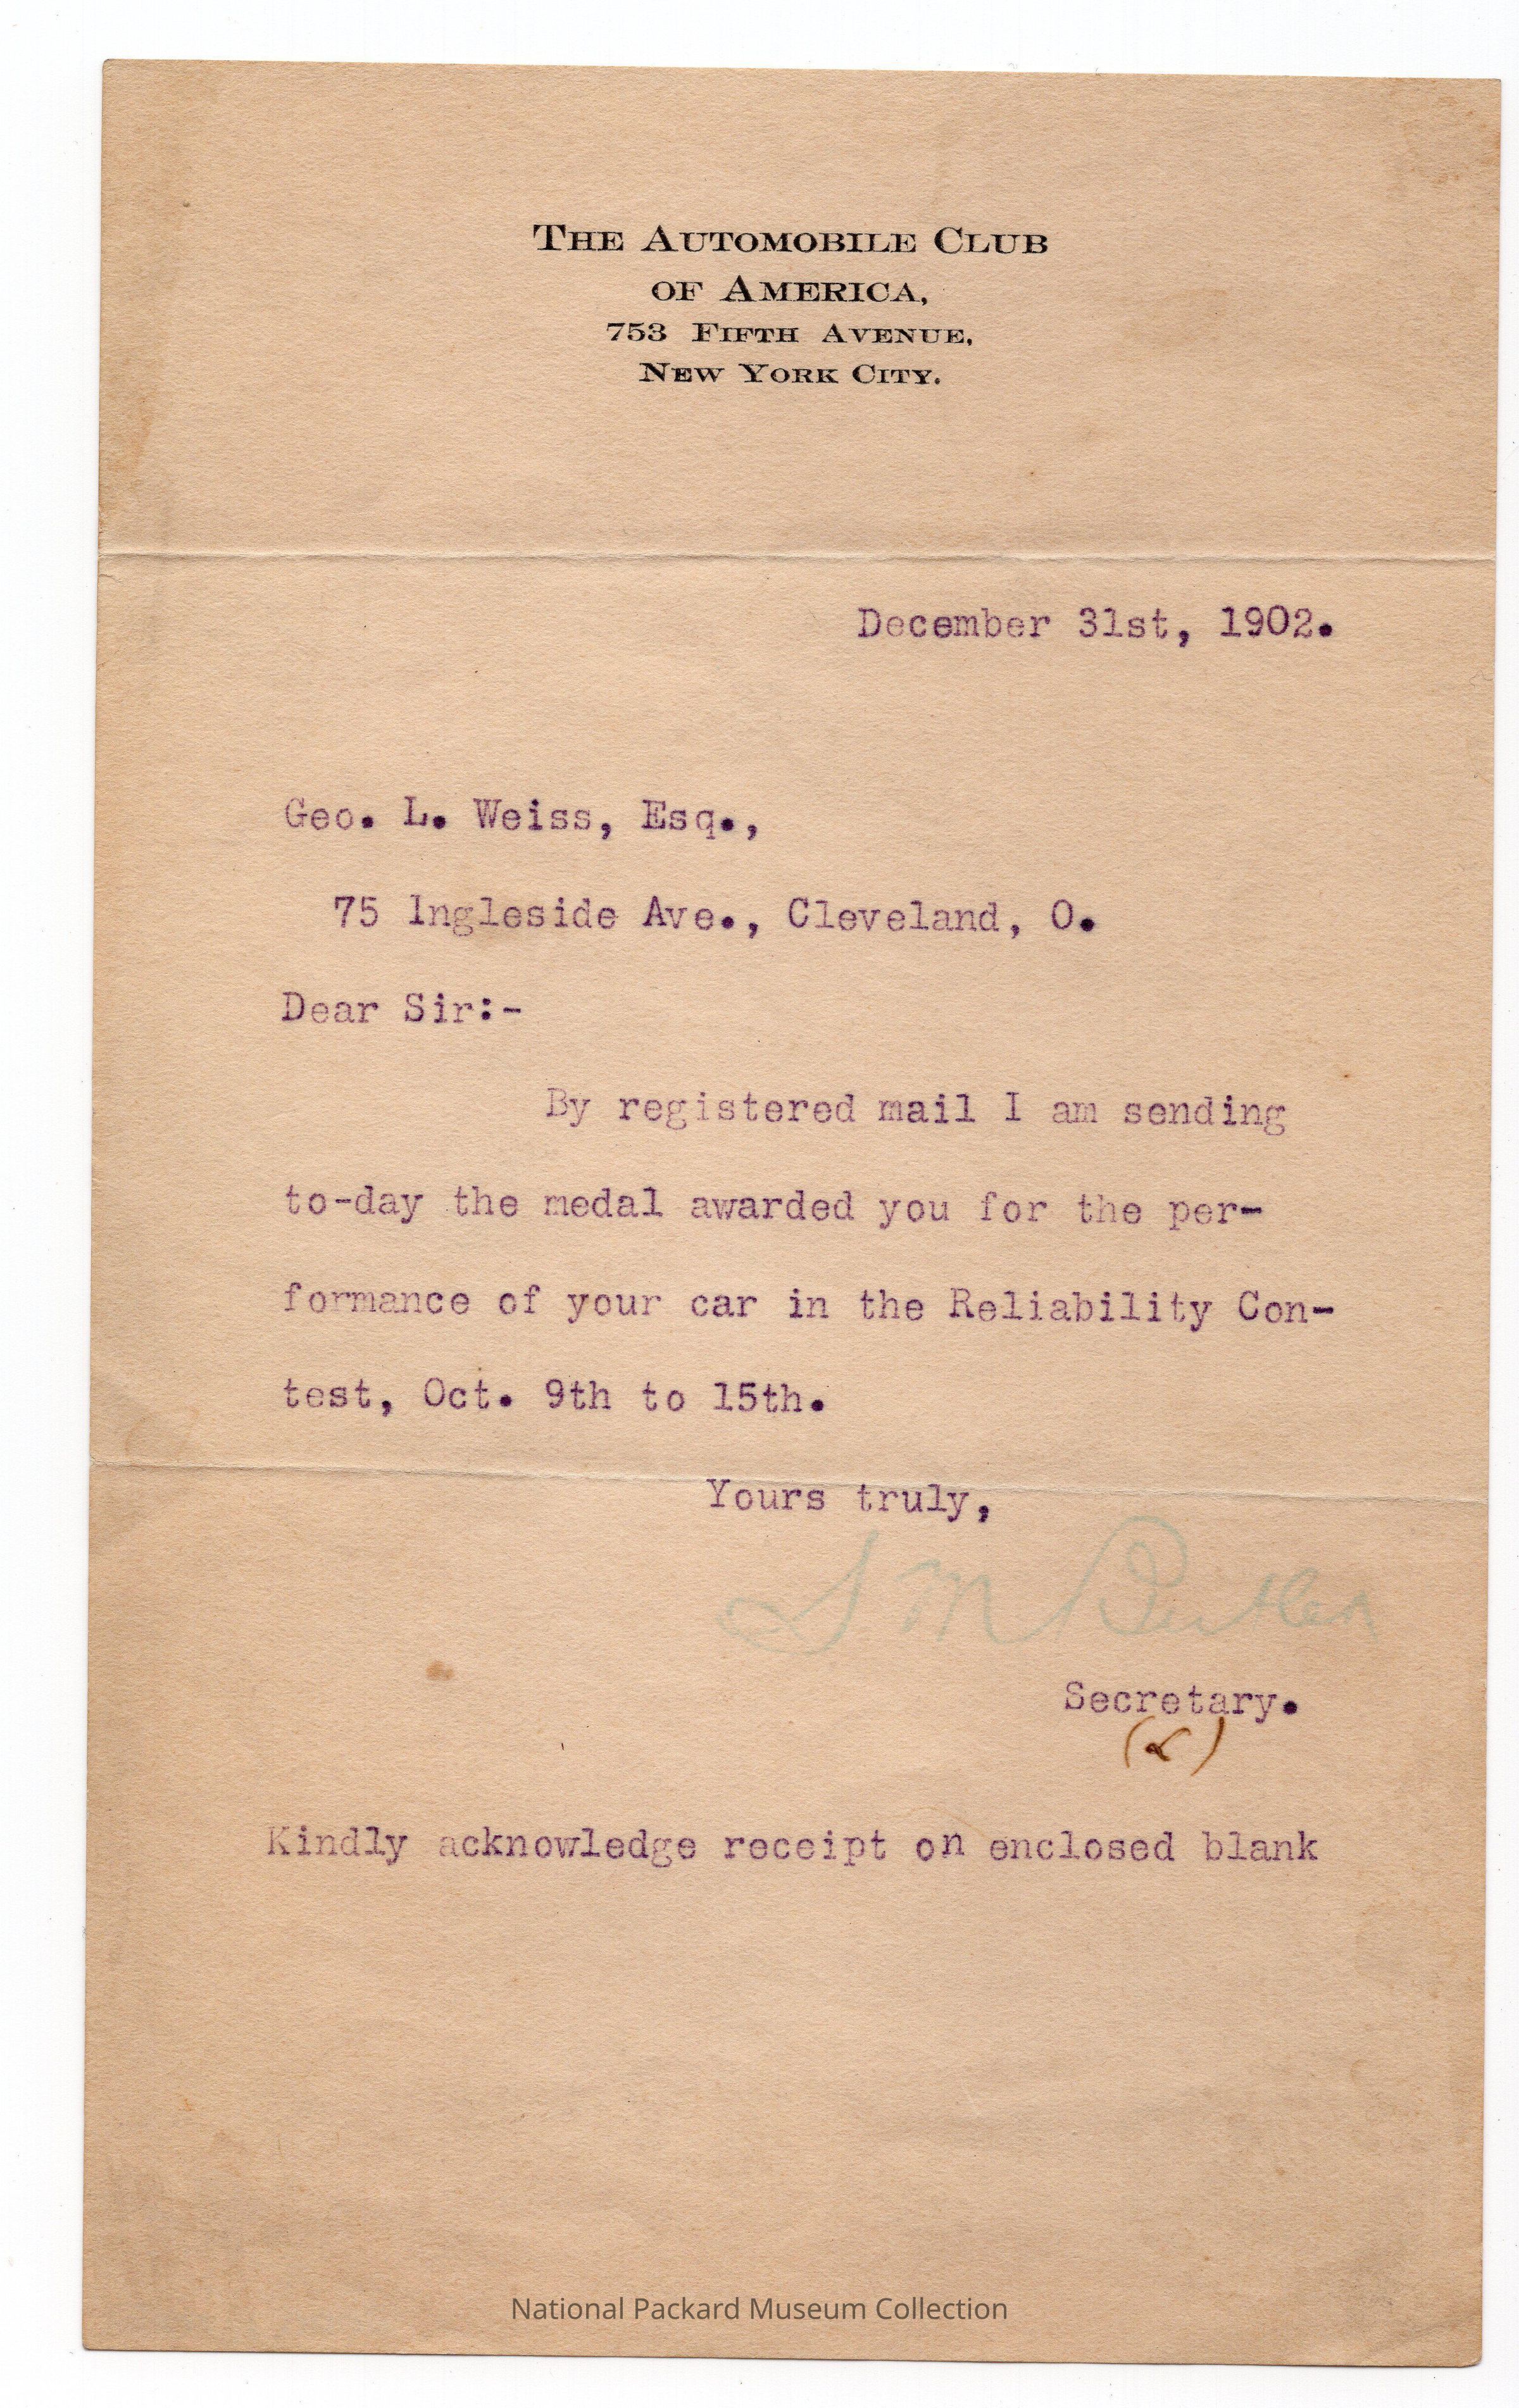 THE AUTOMOBILE CLUB
OF AMERICA,
753 FIFTH AVENUE,
NEW YORK CITY.
December 31st, 1902.
Geo. L. Weiss, Esq.,
75 Ingleside Ave., Cleveland, O.
Dear Sir:-
By registered mail I am sending
to-day the medal awarded you for the per-
formance of your car in the Reliability Con-
test, Oct. 9th to 15th.
Yours truly,
S M Butler
Secretary.
Kindly acknowledge receipt on enclosed blank
National Packard Museum Collection